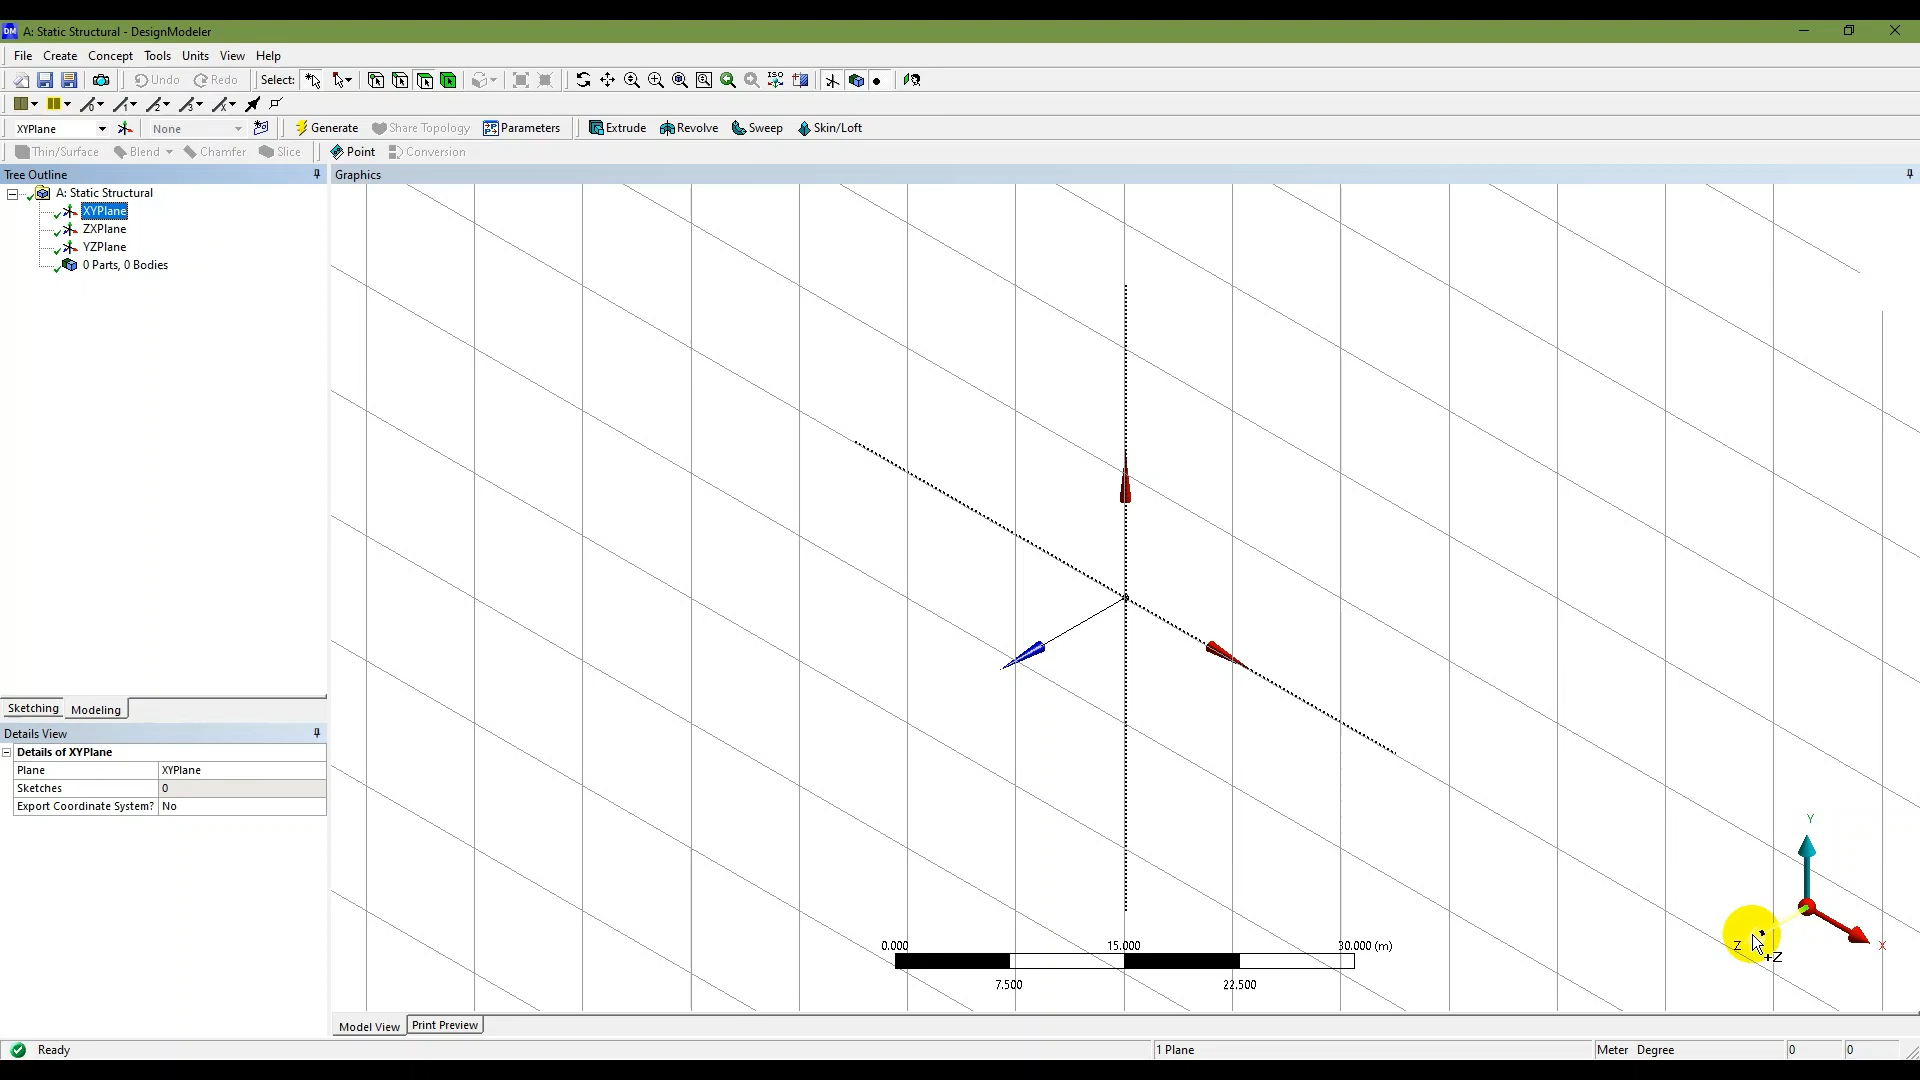 DM A: Static Structural - DesignModeler
File Create Concept Tools Units View Help
Undo Redo Select: ISO
XYPlane None Generate Share Topology Parameters Extrude Revolve Sweep Skin/Loft
Thin/Surface Blend Chamfer Slice Point Conversion
Tree Outline
Graphics
A: Static Structural
XYPlane
ZXPlane
YZPlane
0 Parts, 0 Bodies
Sketching Modeling
Details View
Details of XYPlane
Plane XYPlane
Sketches 0
Export Coordinate System? No
0.000 15.000 30.000 (m)
7.500 22.500
Y
Z X
+Z
Model View Print Preview
Ready 1 Plane Meter Degree 0 0